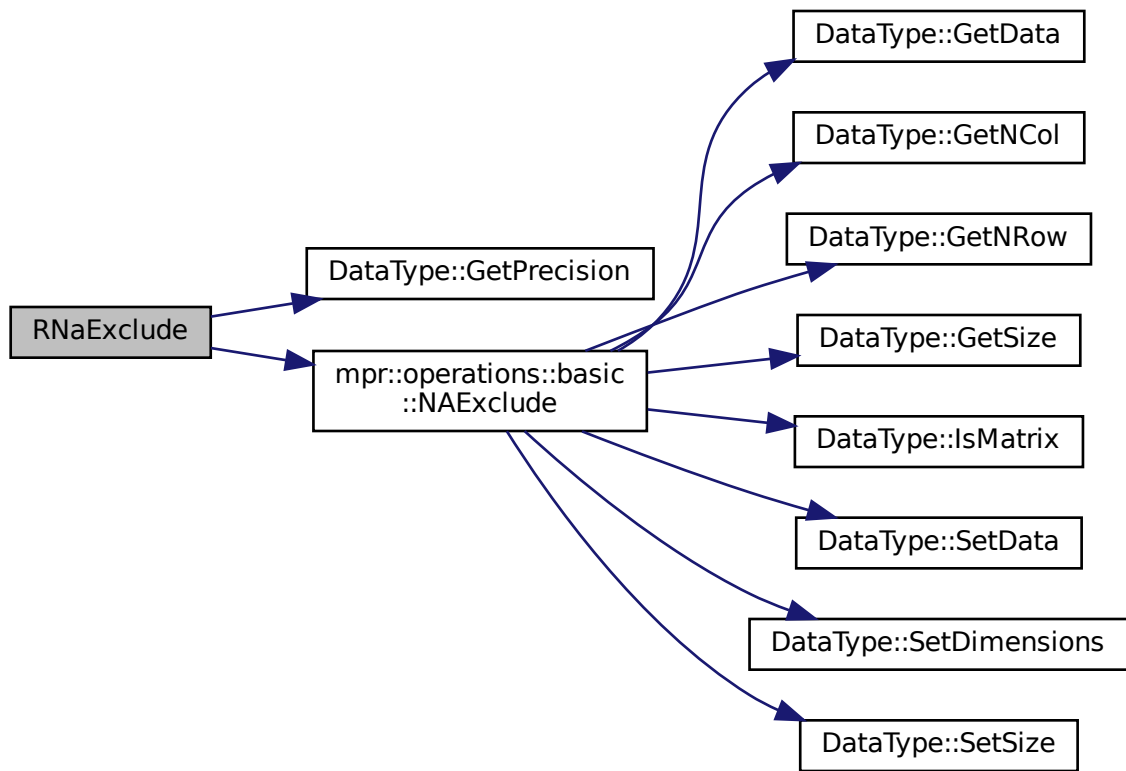 RNaExclude
DataType::GetPrecision
mpr::operations::basic
::NAExclude
DataType::GetData
DataType::GetNCol
DataType::GetNRow
DataType::GetSize
DataType::IsMatrix
DataType::SetData
DataType::SetDimensions
DataType::SetSize